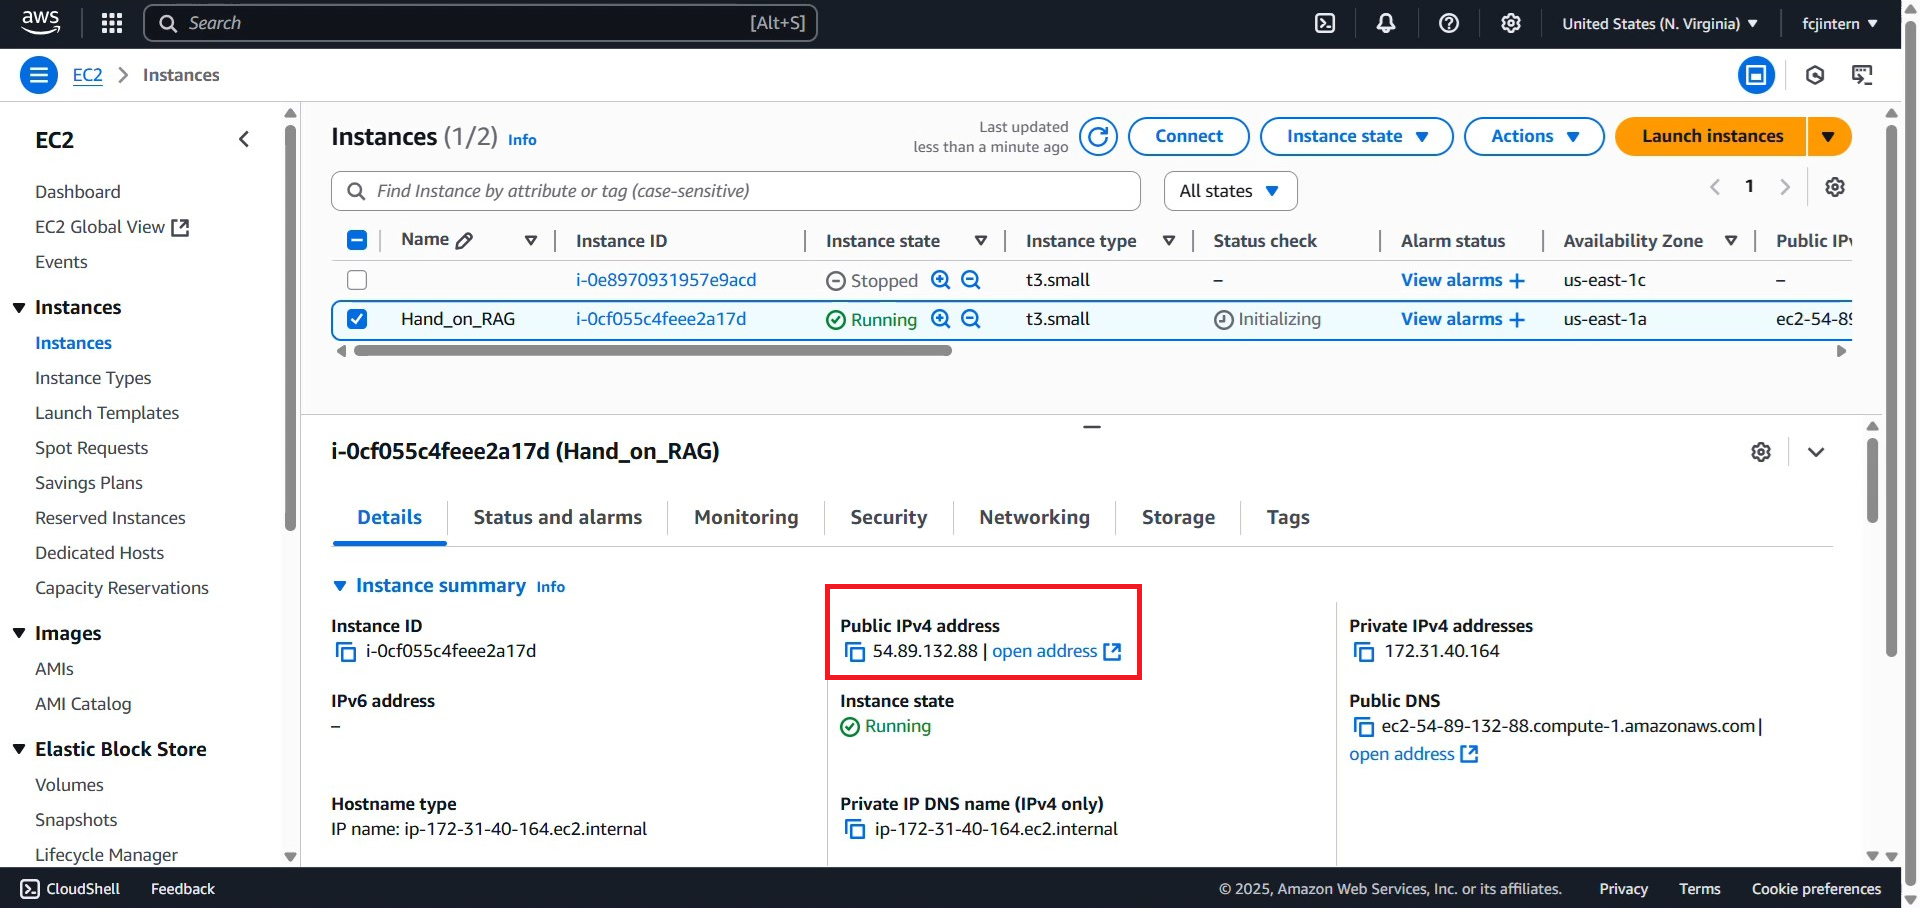 aws
Search [Alt+S]
United States (N. Virginia)
fcjintern
EC2 Instances
EC2
Dashboard
EC2 Global View
Events
Instances
Instances
Instance Types
Launch Templates
Spot Requests
Savings Plans
Reserved Instances
Dedicated Hosts
Capacity Reservations
Images
AMIs
AMI Catalog
Elastic Block Store
Volumes
Snapshots
Lifecycle Manager
Instances (1/2) Info
Last updated
less than a minute ago
Connect
Instance state
Actions
Launch instances
Find Instance by attribute or tag (case-sensitive)
All states
1
Name Instance ID Instance state Instance type Status check Alarm status Availability Zone Public IPv
i-0e8970931957e9acd Stopped t3.small – View alarms + us-east-1c –
Hand_on_RAG i-0cf055c4feee2a17d Running t3.small Initializing View alarms + us-east-1a ec2-54-89
i-0cf055c4feee2a17d (Hand_on_RAG)
Details Status and alarms Monitoring Security Networking Storage Tags
Instance summary Info
Instance ID
i-0cf055c4feee2a17d
Public IPv4 address
54.89.132.88 | open address
Private IPv4 addresses
172.31.40.164
IPv6 address
–
Instance state
Running
Public DNS
ec2-54-89-132-88.compute-1.amazonaws.com |
open address
Hostname type
IP name: ip-172-31-40-164.ec2.internal
Private IP DNS name (IPv4 only)
ip-172-31-40-164.ec2.internal
CloudShell Feedback
© 2025, Amazon Web Services, Inc. or its affiliates. Privacy Terms Cookie preferences